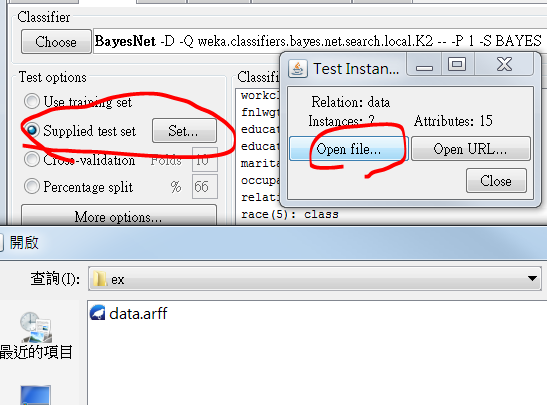 Classifier
Choose
BayesNet -D -Q weka.classifiers.bayes.net.search.local.K2 -- -P 1 -S BAYES
Test options
Use training set
Supplied test set
Set...
Cross-validation Folds 10
Percentage split % 66
More options...
Classifi
workcl
fnlwgt
educat
educat
marita
occupa
relati
race(5): class
Test Instan...
Relation: data
Instances: ? Attributes: 15
Open file...
Open URL...
Close
開啟
查詢(I):
ex
data.arff
最近的項目